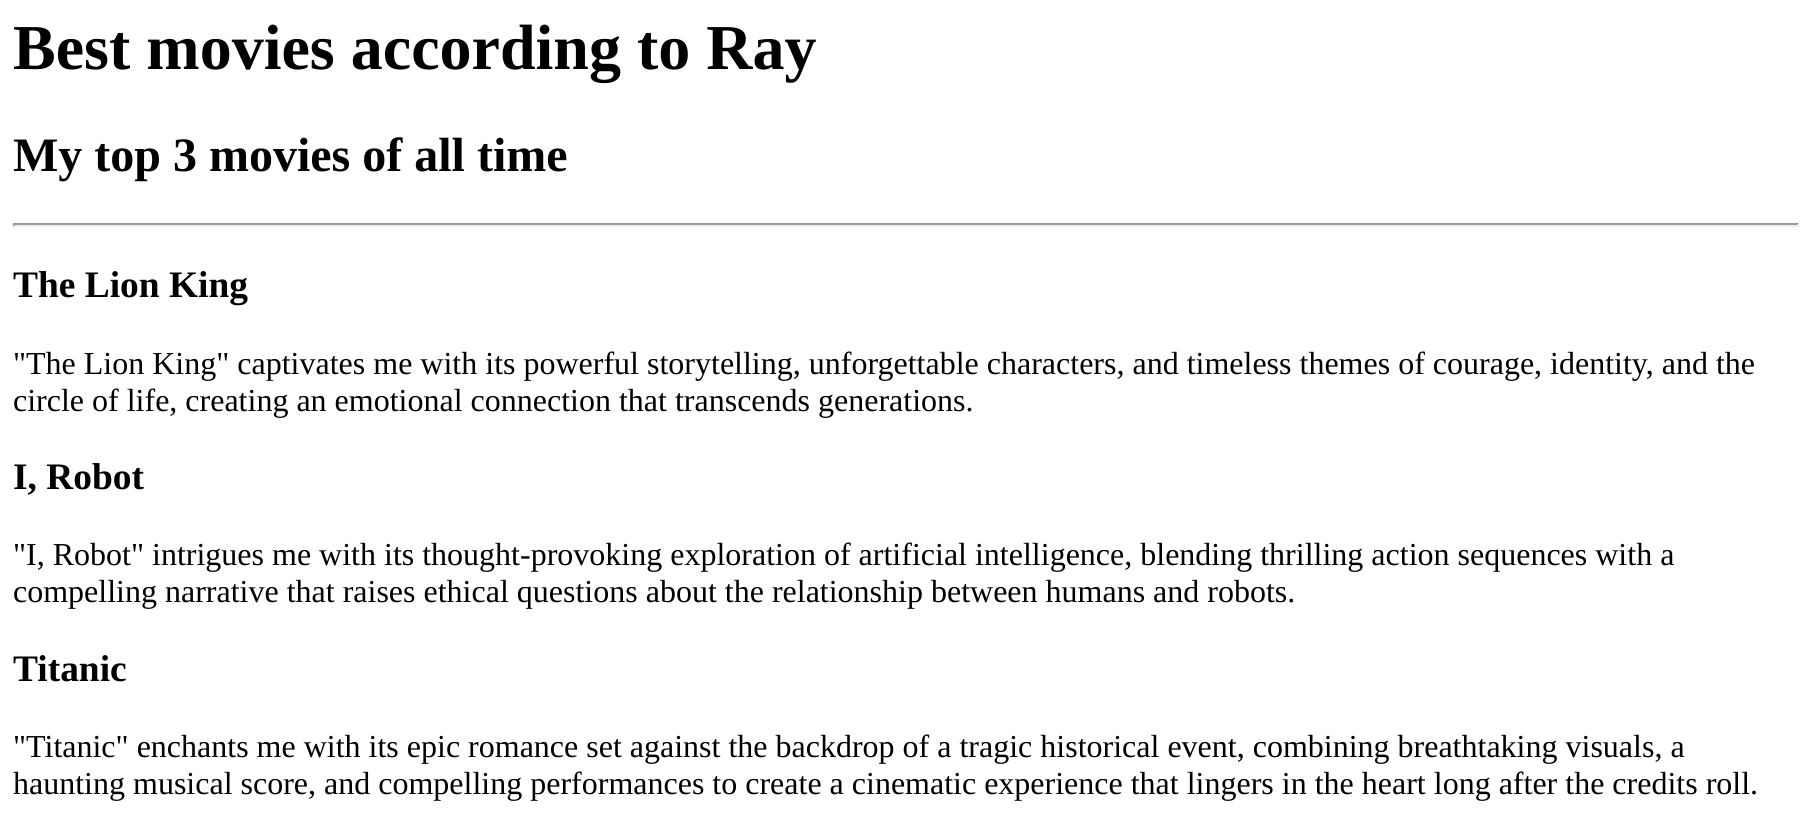 Best movies according to Ray
My top 3 movies of all time
The Lion King
"The Lion King" captivates me with its powerful storytelling, unforgettable characters, and timeless themes of courage, identity, and the
circle of life, creating an emotional connection that transcends generations.
I, Robot
"I, Robot" intrigues me with its thought-provoking exploration of artificial intelligence, blending thrilling action sequences with a
compelling narrative that raises ethical questions about the relationship between humans and robots.
Titanic
"Titanic" enchants me with its epic romance set against the backdrop of a tragic historical event, combining breathtaking visuals, a
haunting musical score, and compelling performances to create a cinematic experience that lingers in the heart long after the credits roll.